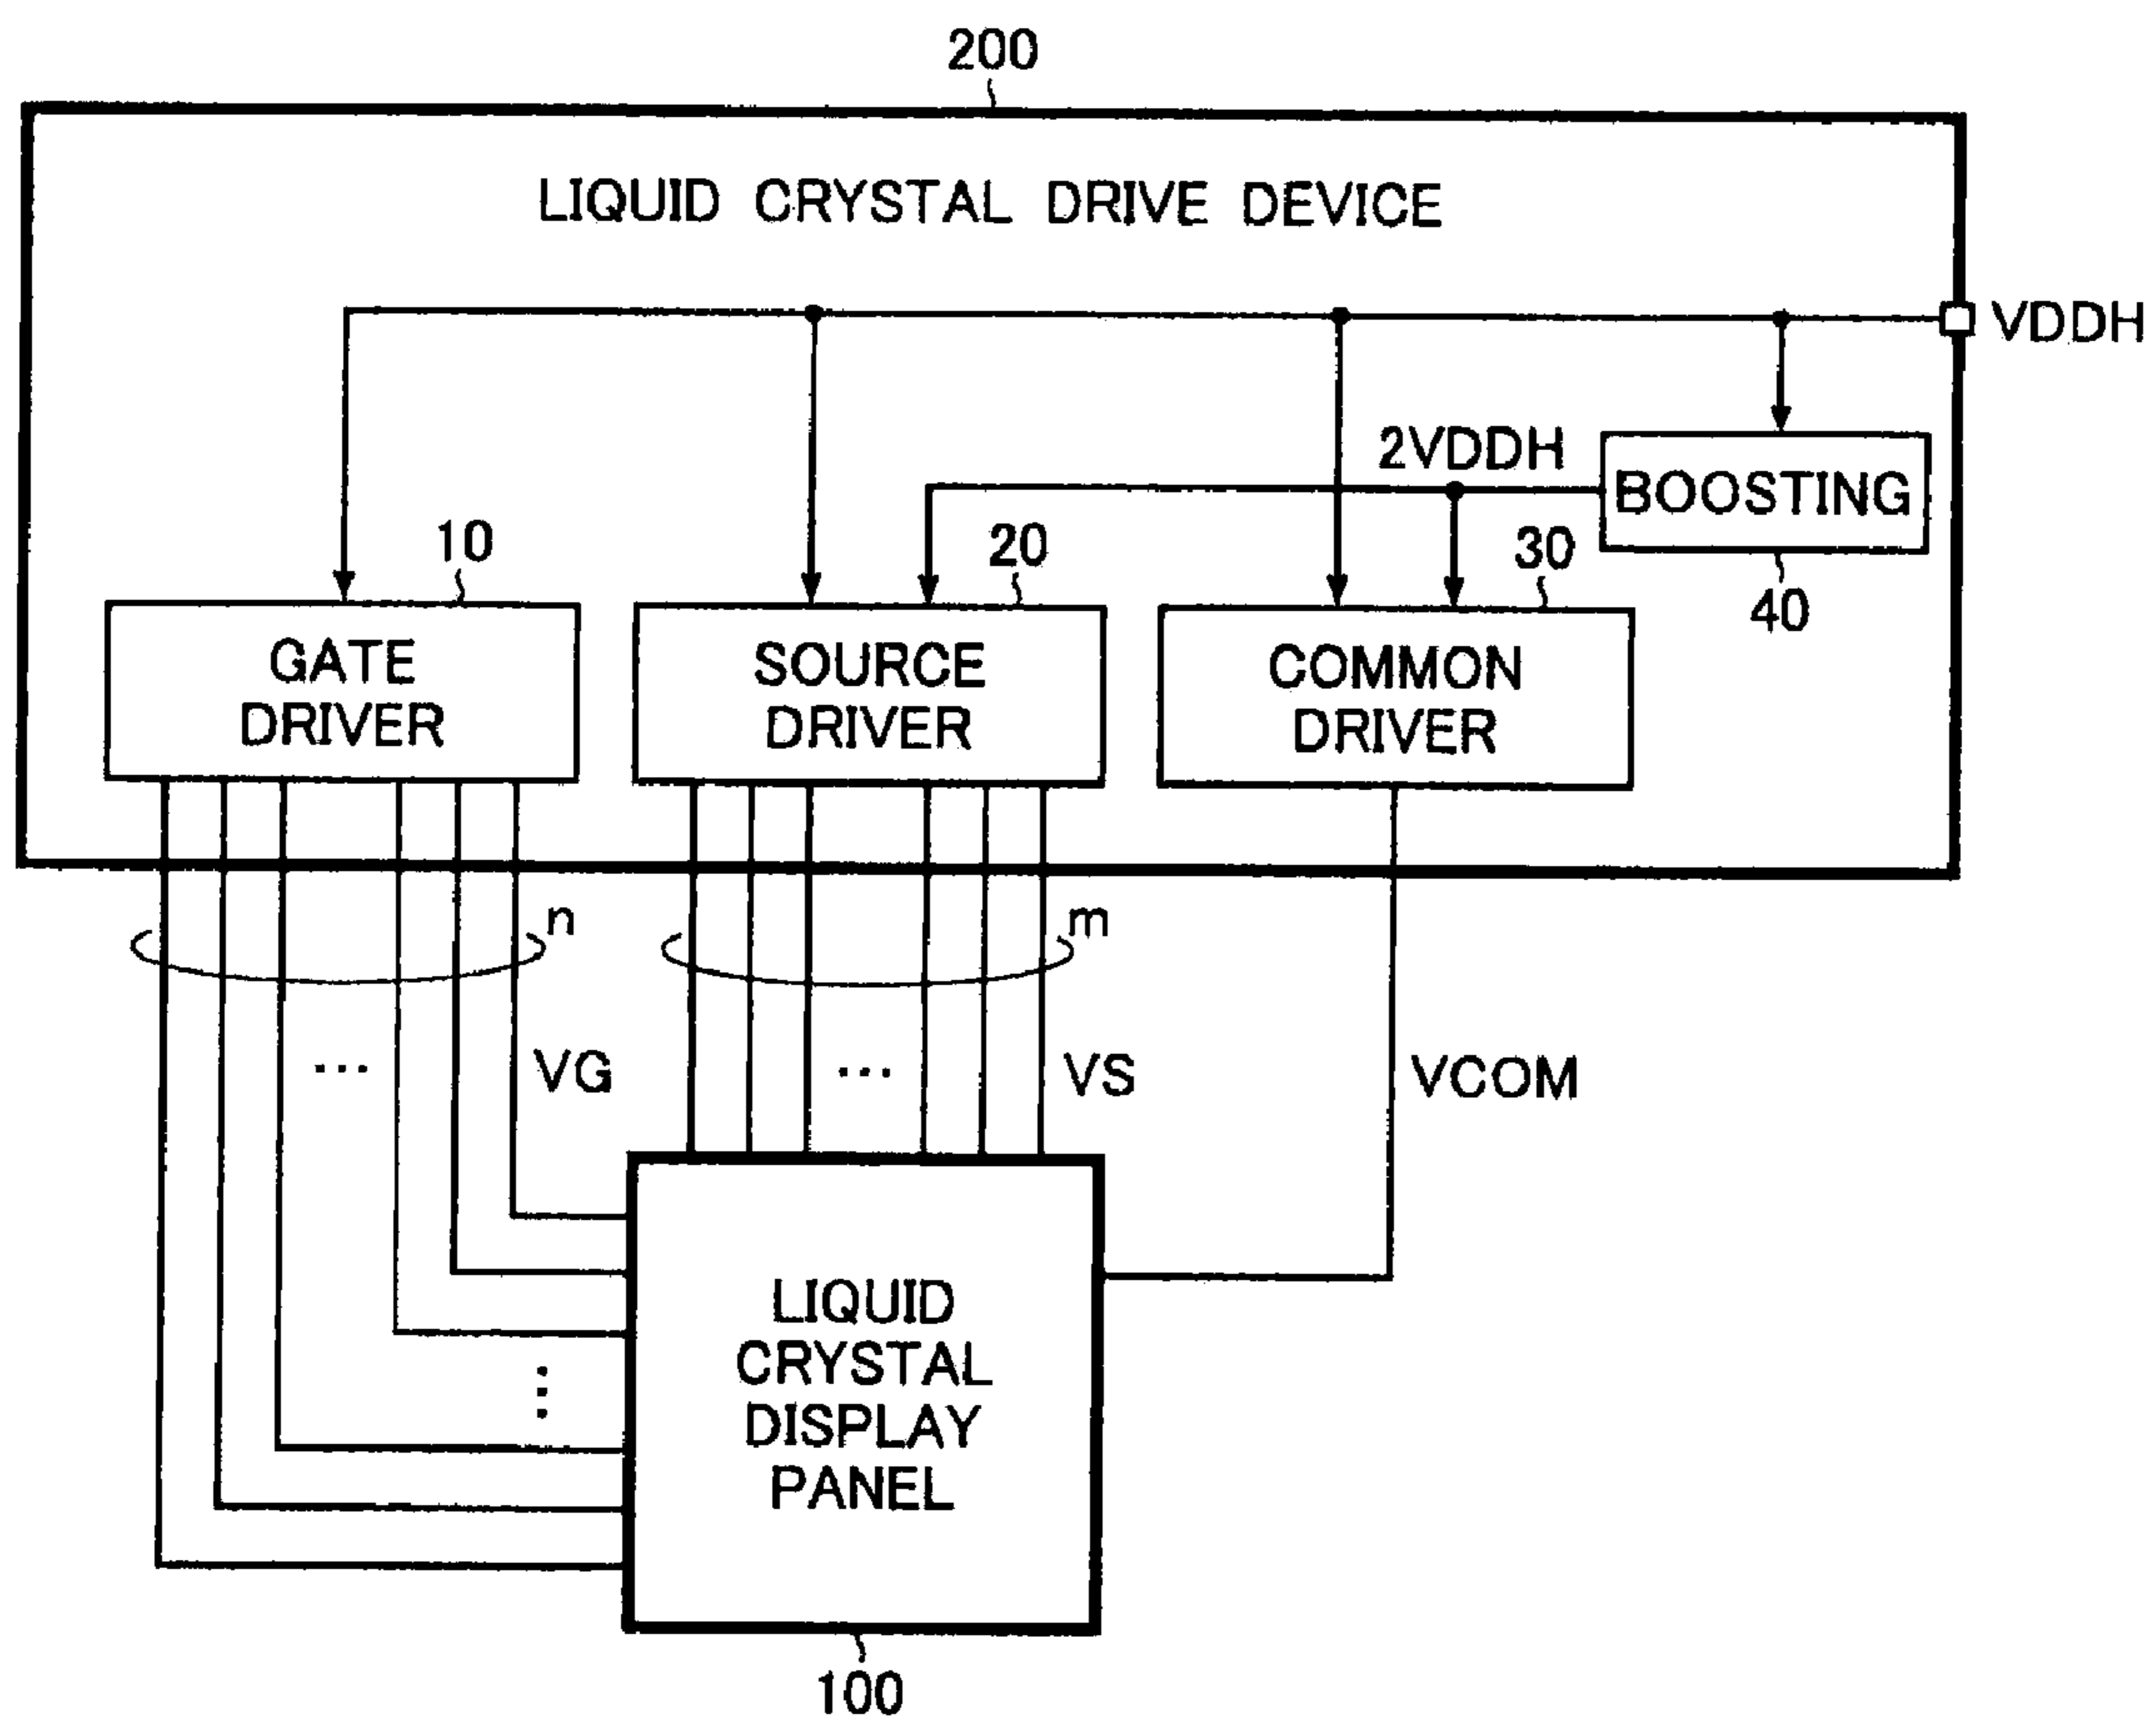 200
LIQUID CRYSTAL DRIVE DEVICE
VDDH
2VDDH
BOOSTING
10
20
30
40
GATE
DRIVER
SOURCE
DRIVER
COMMON
DRIVER
n
m
...
VG
...
VS
VCOM
...
LIQUID
CRYSTAL
DISPLAY
PANEL
100